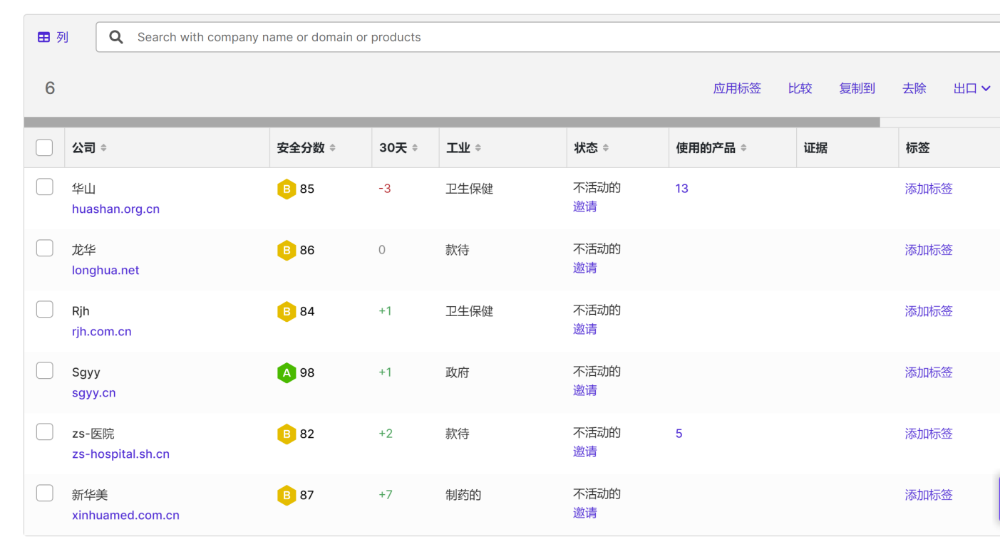 列
Search with company name or domain or products
6
应用标签 比较 复制到 去除 出口
公司 安全分数 30天 工业 状态 使用的产品 证据 标签
华山 B 85 -3 卫生保健 不活动的 13 添加标签
huashan.org.cn 邀请
龙华 B 86 0 款待 不活动的 添加标签
longhua.net 邀请
Rjh B 84 +1 卫生保健 不活动的 添加标签
rjh.com.cn 邀请
Sgyy A 98 +1 政府 不活动的 添加标签
sgyy.cn 邀请
zs-医院 B 82 +2 款待 不活动的 5 添加标签
zs-hospital.sh.cn 邀请
新华美 B 87 +7 制药的 不活动的 添加标签
xinhuamed.com.cn 邀请